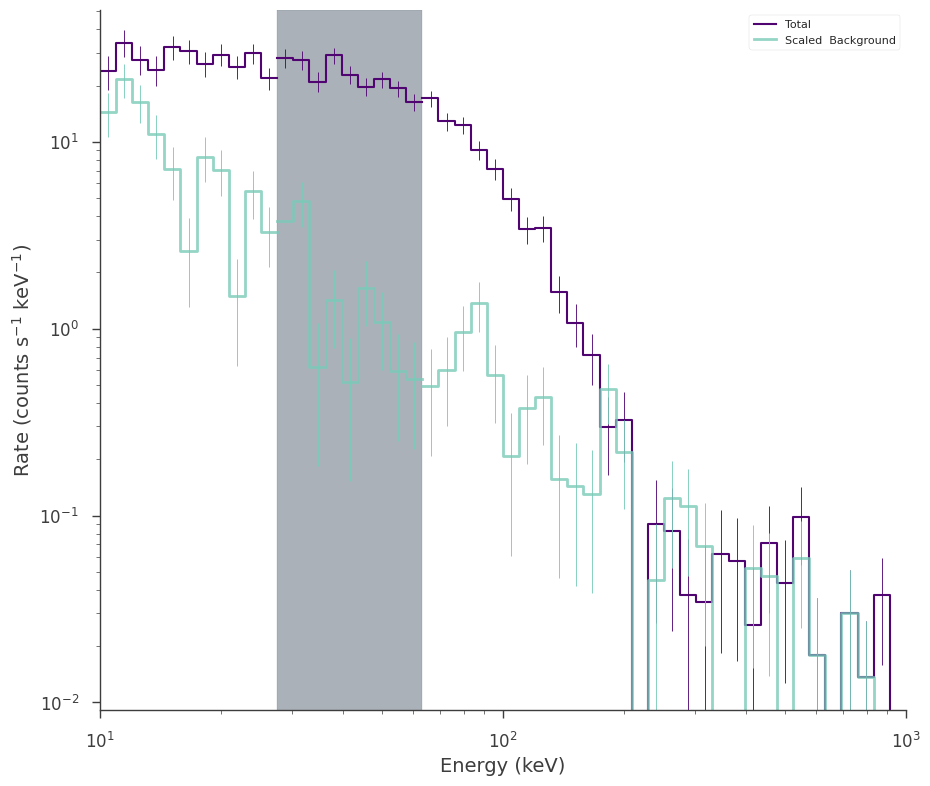 Total
Scaled  Background
Rate (counts s⁻¹ keV⁻¹)
10¹
10⁰
10⁻¹
10⁻²
10¹ 10² 10³
Energy (keV)